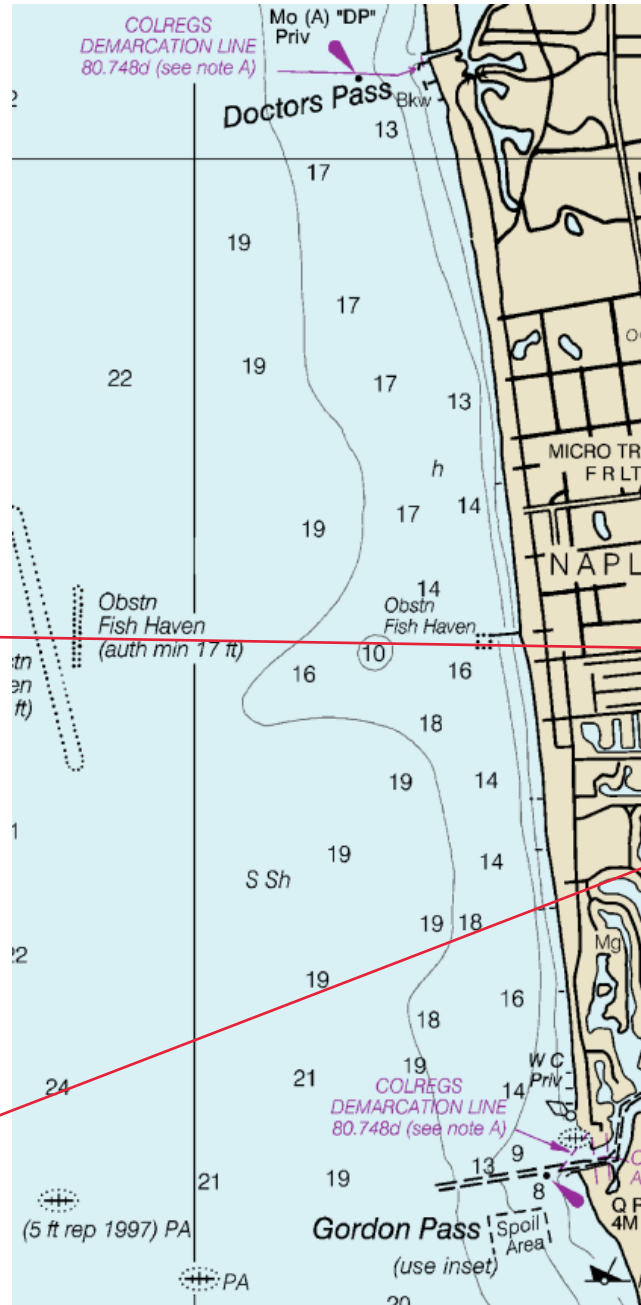 COLREGS
DEMARCATION LINE
80.748d (see note A)
Mo (A) "DP"
Priv
Doctors Pass
Bkw
13
17
19
17
19
22
17
13
MICRO TR
F R LT
h
14
17
19
NAPL
14
Obstn
Fish Haven
(auth min 17 ft)
Obstn
Fish Haven
10
16
16
ft)
18
19
14
19
14
S Sh
19
18
Mg
22
19
16
18
W C
Priv
19
21
24
14
COLREGS
DEMARCATION LINE
80.748d (see note A)
9
13
21
19
8
(5 ft rep 1997) PA
Gordon Pass
(use inset)
Spoil
Area
Q F
4M
PA
20